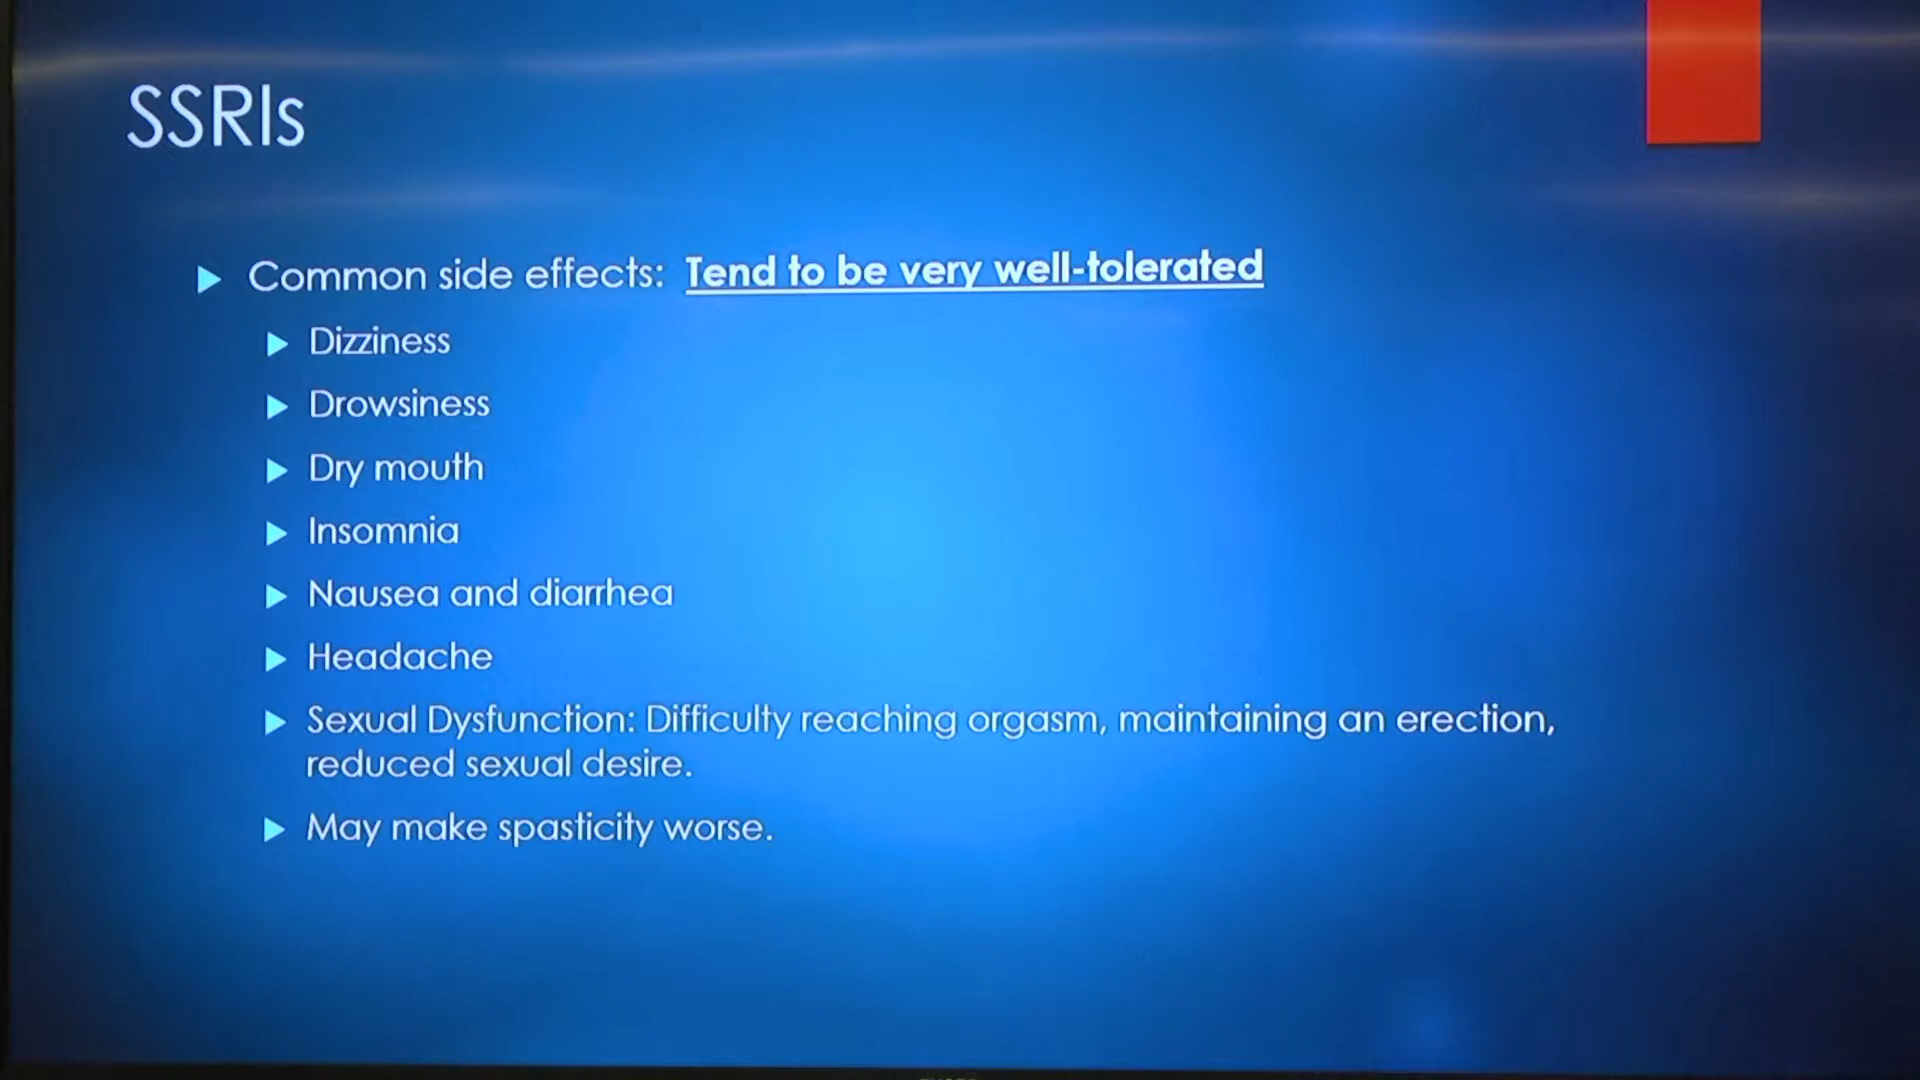 SSRIs
Common side effects: Tend to be very well-tolerated
Dizziness
Drowsiness
Dry mouth
Insomnia
Nausea and diarrhea
Headache
Sexual Dysfunction: Difficulty reaching orgasm, maintaining an erection,
reduced sexual desire.
May make spasticity worse.